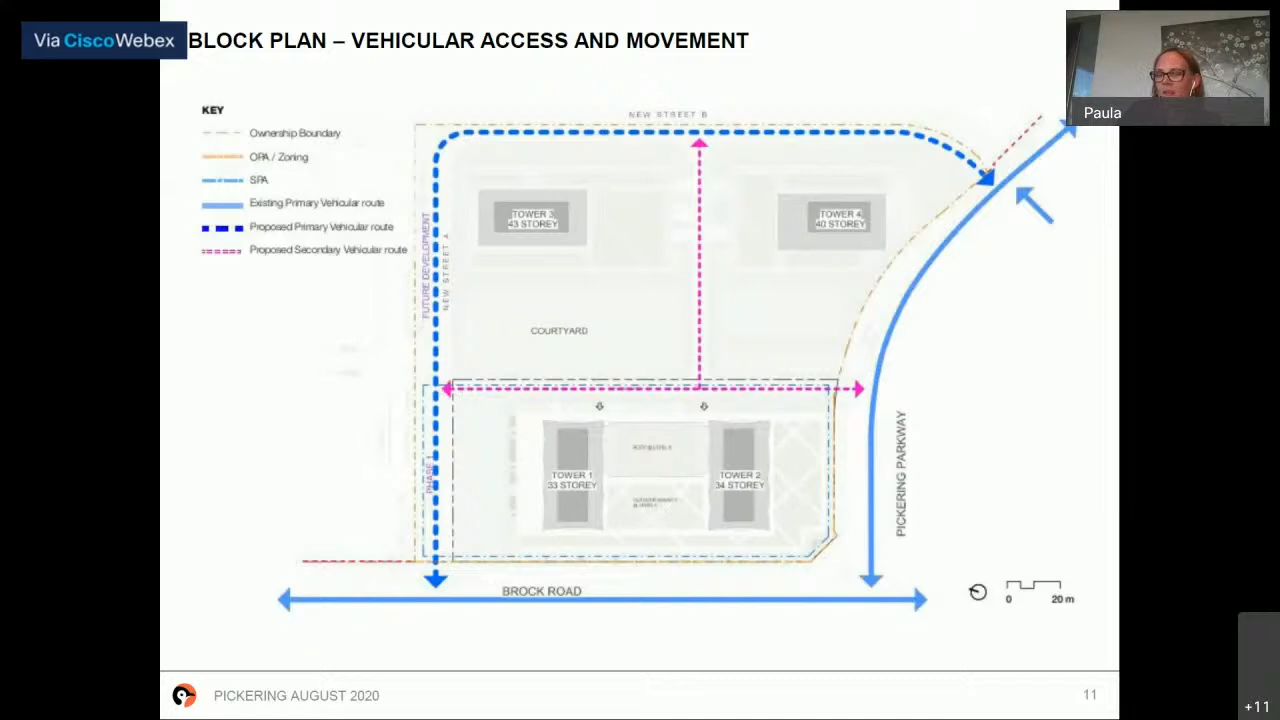 Via CiscoWebex
BLOCK PLAN – VEHICULAR ACCESS AND MOVEMENT
Paula
KEY
Ownership Boundary
OPA / Zoning
SPA
Existing Primary Vehicular route
Proposed Primary Vehicular route
Proposed Secondary Vehicular route
NEW STREET B
TOWER 3
43 STOREY
TOWER 4
40 STOREY
FUTURE DEVELOPMENT
NEW STREET A
COURTYARD
PHASE 1
TOWER 1
33 STOREY
TOWER 2
34 STOREY
PICKERING PARKWAY
BROCK ROAD
0 20 m
PICKERING AUGUST 2020
11
+11